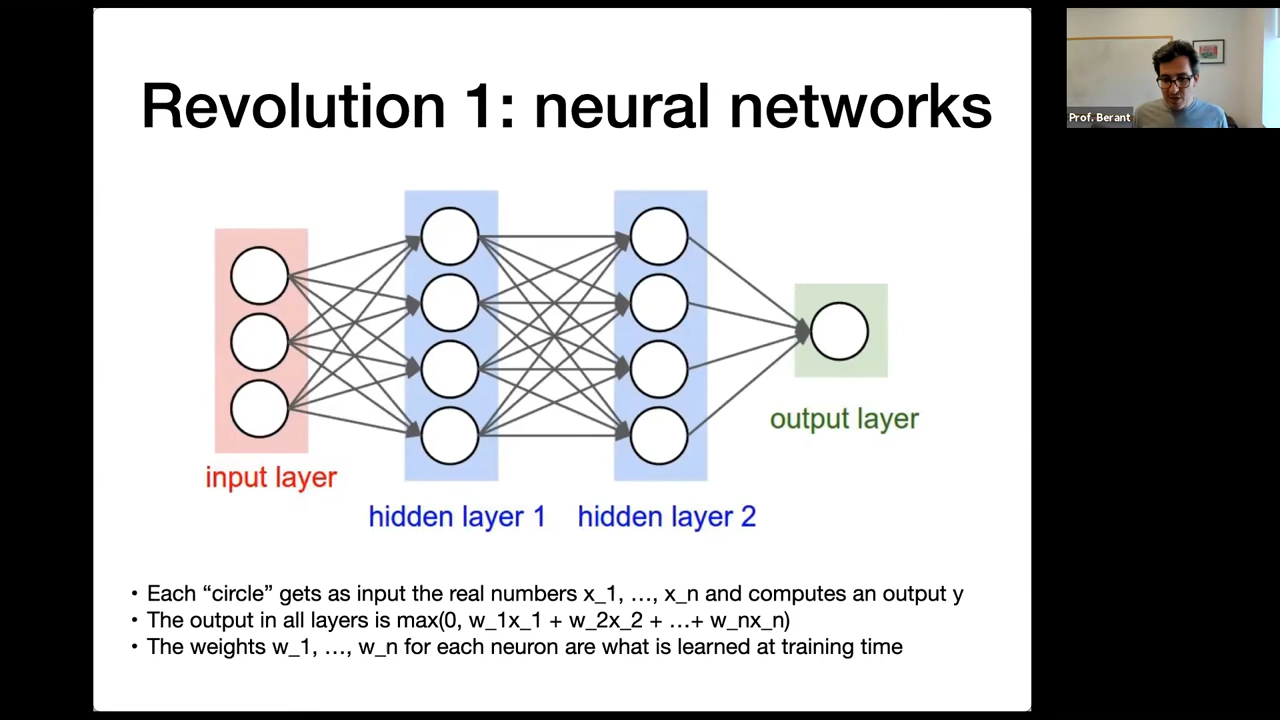 Revolution 1: neural networks
Prof. Berant
input layer
hidden layer 1
hidden layer 2
output layer
• Each “circle” gets as input the real numbers x_1, …, x_n and computes an output y
• The output in all layers is max(0, w_1x_1 + w_2x_2 + …+ w_nx_n)
• The weights w_1, …, w_n for each neuron are what is learned at training time